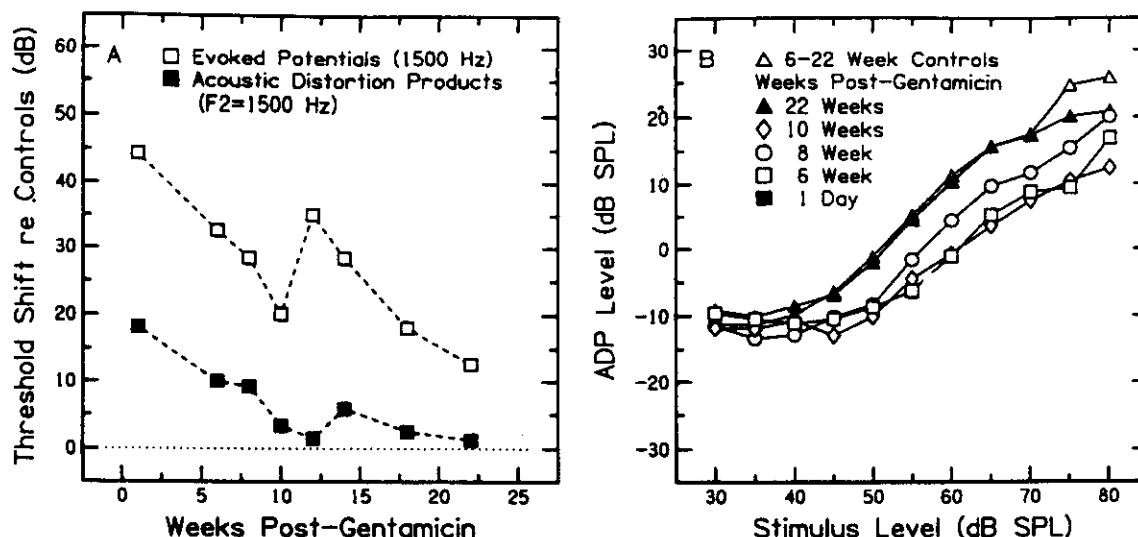 A
Evoked Potentials (1500 Hz)
Acoustic Distortion Products
(F2=1500 Hz)
Threshold Shift re Controls (dB)
60
50
40
30
20
10
0
0
5
10
15
20
25
Weeks Post-Gentamicin
B
6-22 Week Controls
Weeks Post-Gentamicin
22 Weeks
10 Weeks
8 Week
6 Week
1 Day
ADP Level (dB SPL)
30
20
10
0
-10
-20
-30
30
40
50
60
70
80
Stimulus Level (dB SPL)